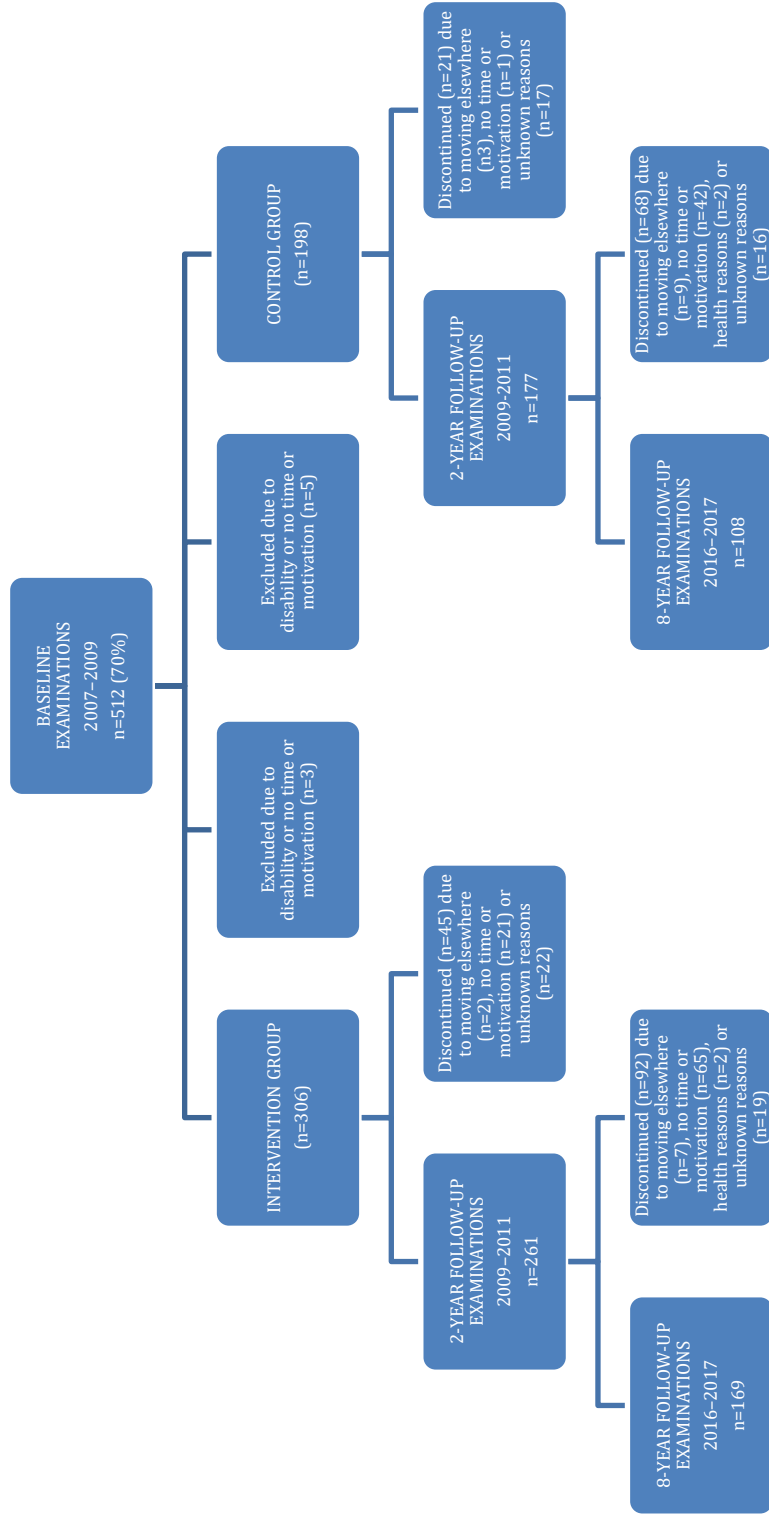 BASELINE
EXAMINATIONS
2007–2009
n=512 (70%)
INTERVENTION GROUP
(n=306)
Excluded due to
disability or no time or
motivation (n=3)
Excluded due to
disability or no time or
motivation (n=5)
CONTROL GROUP
(n=198)
2-YEAR FOLLOW-UP
EXAMINATIONS
2009–2011
n=261
Discontinued (n=45) due
to moving elsewhere
(n=2), no time or
motivation (n=21) or
unknown reasons
(n=22)
2-YEAR FOLLOW-UP
EXAMINATIONS
2009-2011
n=177
Discontinued (n=21) due
to moving elsewhere
(n3), no time or
motivation (n=1) or
unknown reasons
(n=17)
8-YEAR FOLLOW-UP
EXAMINATIONS
2016–2017
n=169
Discontinued (n=92) due
to moving elsewhere
(n=7), no time or
motivation (n=65),
health reasons (n=2) or
unknown reasons
(n=19)
8-YEAR FOLLOW-UP
EXAMINATIONS
2016–2017
n=108
Discontinued (n=68) due
to moving elsewhere
(n=9), no time or
motivation (n=42),
health reasons (n=2) or
unknown reasons
(n=16)